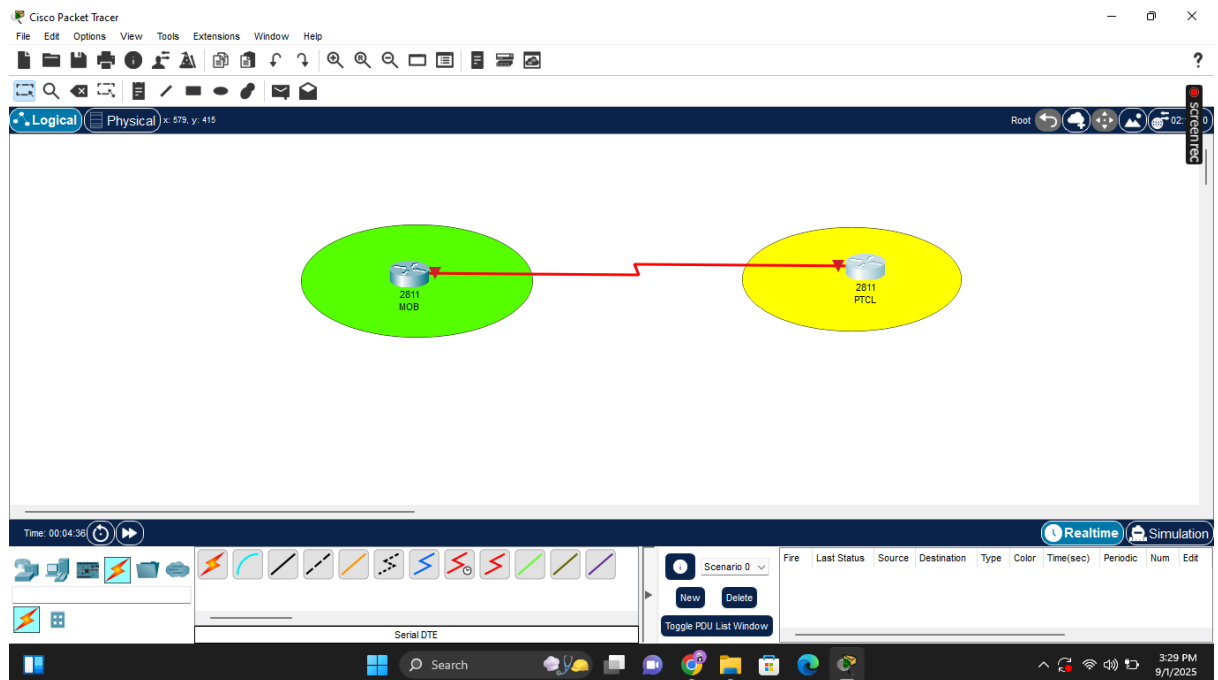 Cisco Packet Tracer
File Edit Options View Tools Extensions Window Help
?
Logical Physical x: 579, y: 415 Root
screenrec
2811
MOB
2811
PTCL
Time: 00:04:36 Realtime Simulation
Scenario 0
Fire Last Status Source Destination Type Color Time(sec) Periodic Num Edit
New Delete
Toggle PDU List Window
Serial DTE
Search
3:29 PM
9/1/2025